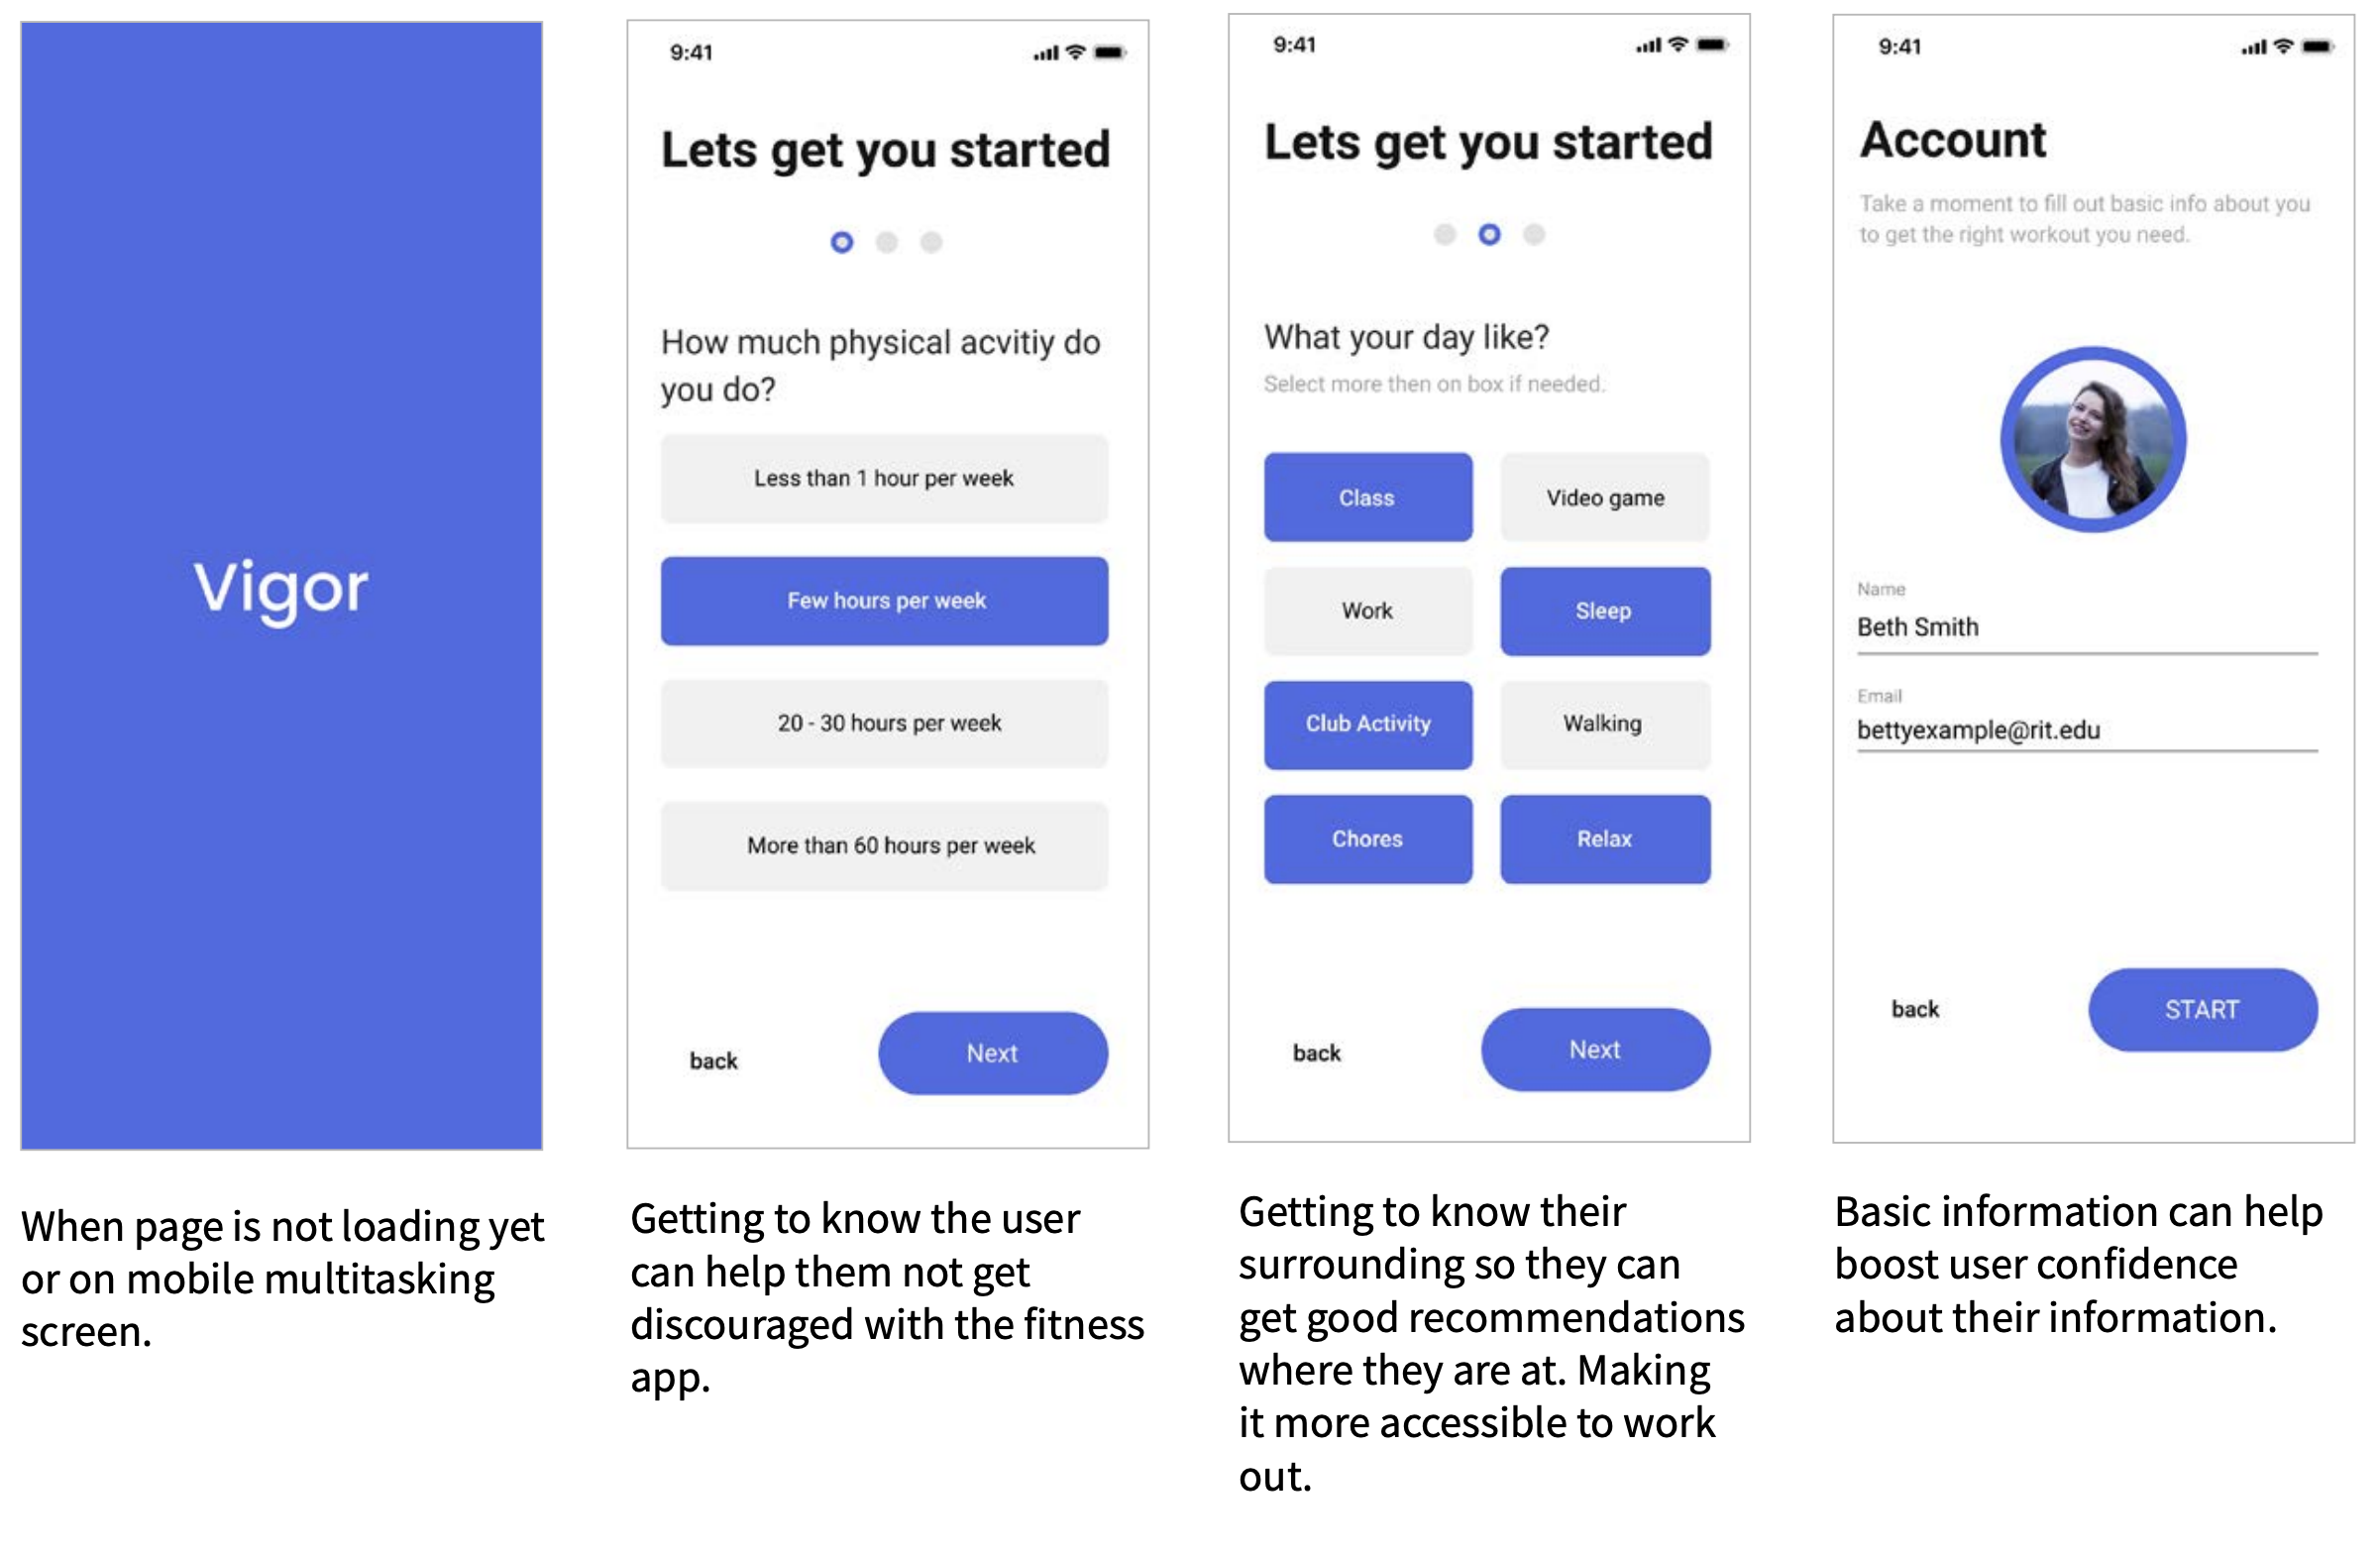 Vigor
When page is not loading yet
or on mobile multitasking
screen.
9:41
Lets get you started
How much physical acvitiy do
you do?
Less than 1 hour per week
Few hours per week
20 - 30 hours per week
More than 60 hours per week
back
Next
Getting to know the user
can help them not get
discouraged with the fitness
app.
9:41
Lets get you started
What your day like?
Select more then on box if needed.
Class
Video game
Work
Sleep
Club Activity
Walking
Chores
Relax
back
Next
Getting to know their
surrounding so they can
get good recommendations
where they are at. Making
it more accessible to work
out.
9:41
Account
Take a moment to fill out basic info about you
to get the right workout you need.
Name
Beth Smith
Email
bettyexample@rit.edu
back
START
Basic information can help
boost user confidence
about their information.